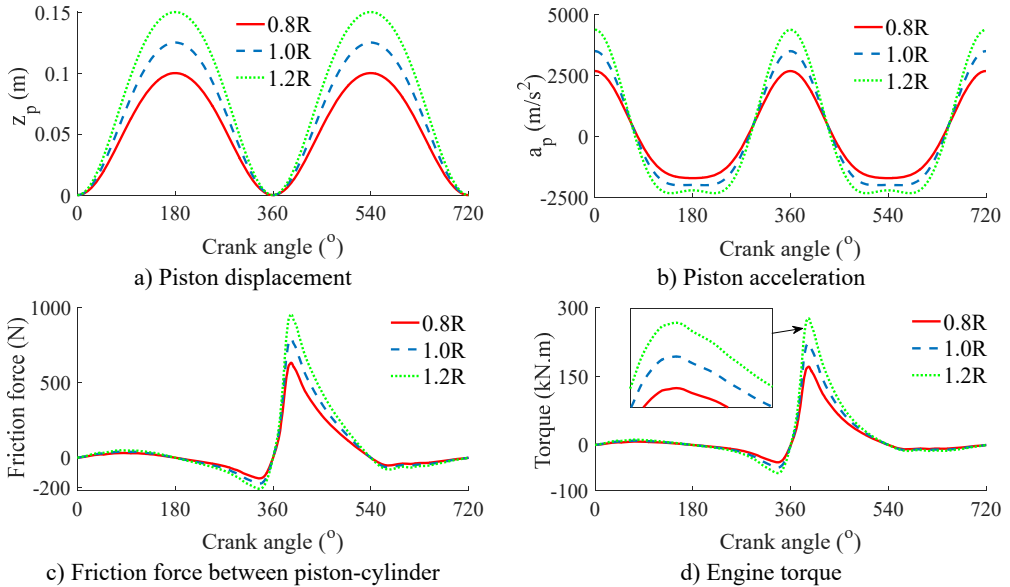 0.15
0.1
0.05
0
z_p (m)
0.8R
1.0R
1.2R
0 180 360 540 720
Crank angle (°)
a) Piston displacement
5000
2500
0
-2500
a_p (m/s²)
0.8R
1.0R
1.2R
0 180 360 540 720
Crank angle (°)
b) Piston acceleration
1000
500
0
-200
Friction force (N)
0.8R
1.0R
1.2R
0 180 360 540 720
Crank angle (°)
c) Friction force between piston-cylinder
300
150
0
-100
Torque (kN.m)
0.8R
1.0R
1.2R
0 180 360 540 720
Crank angle (°)
d) Engine torque